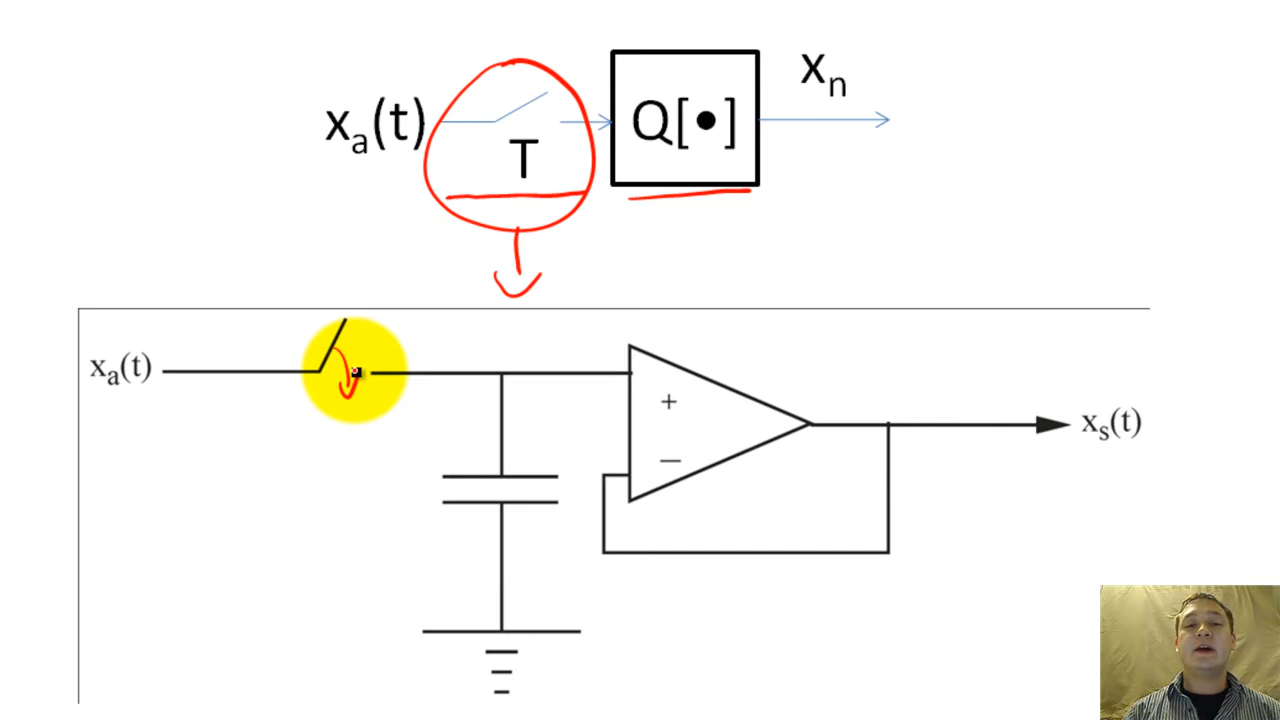 xₐ(t) T Q[•] xₙ
xₐ(t) + xₛ(t)
−